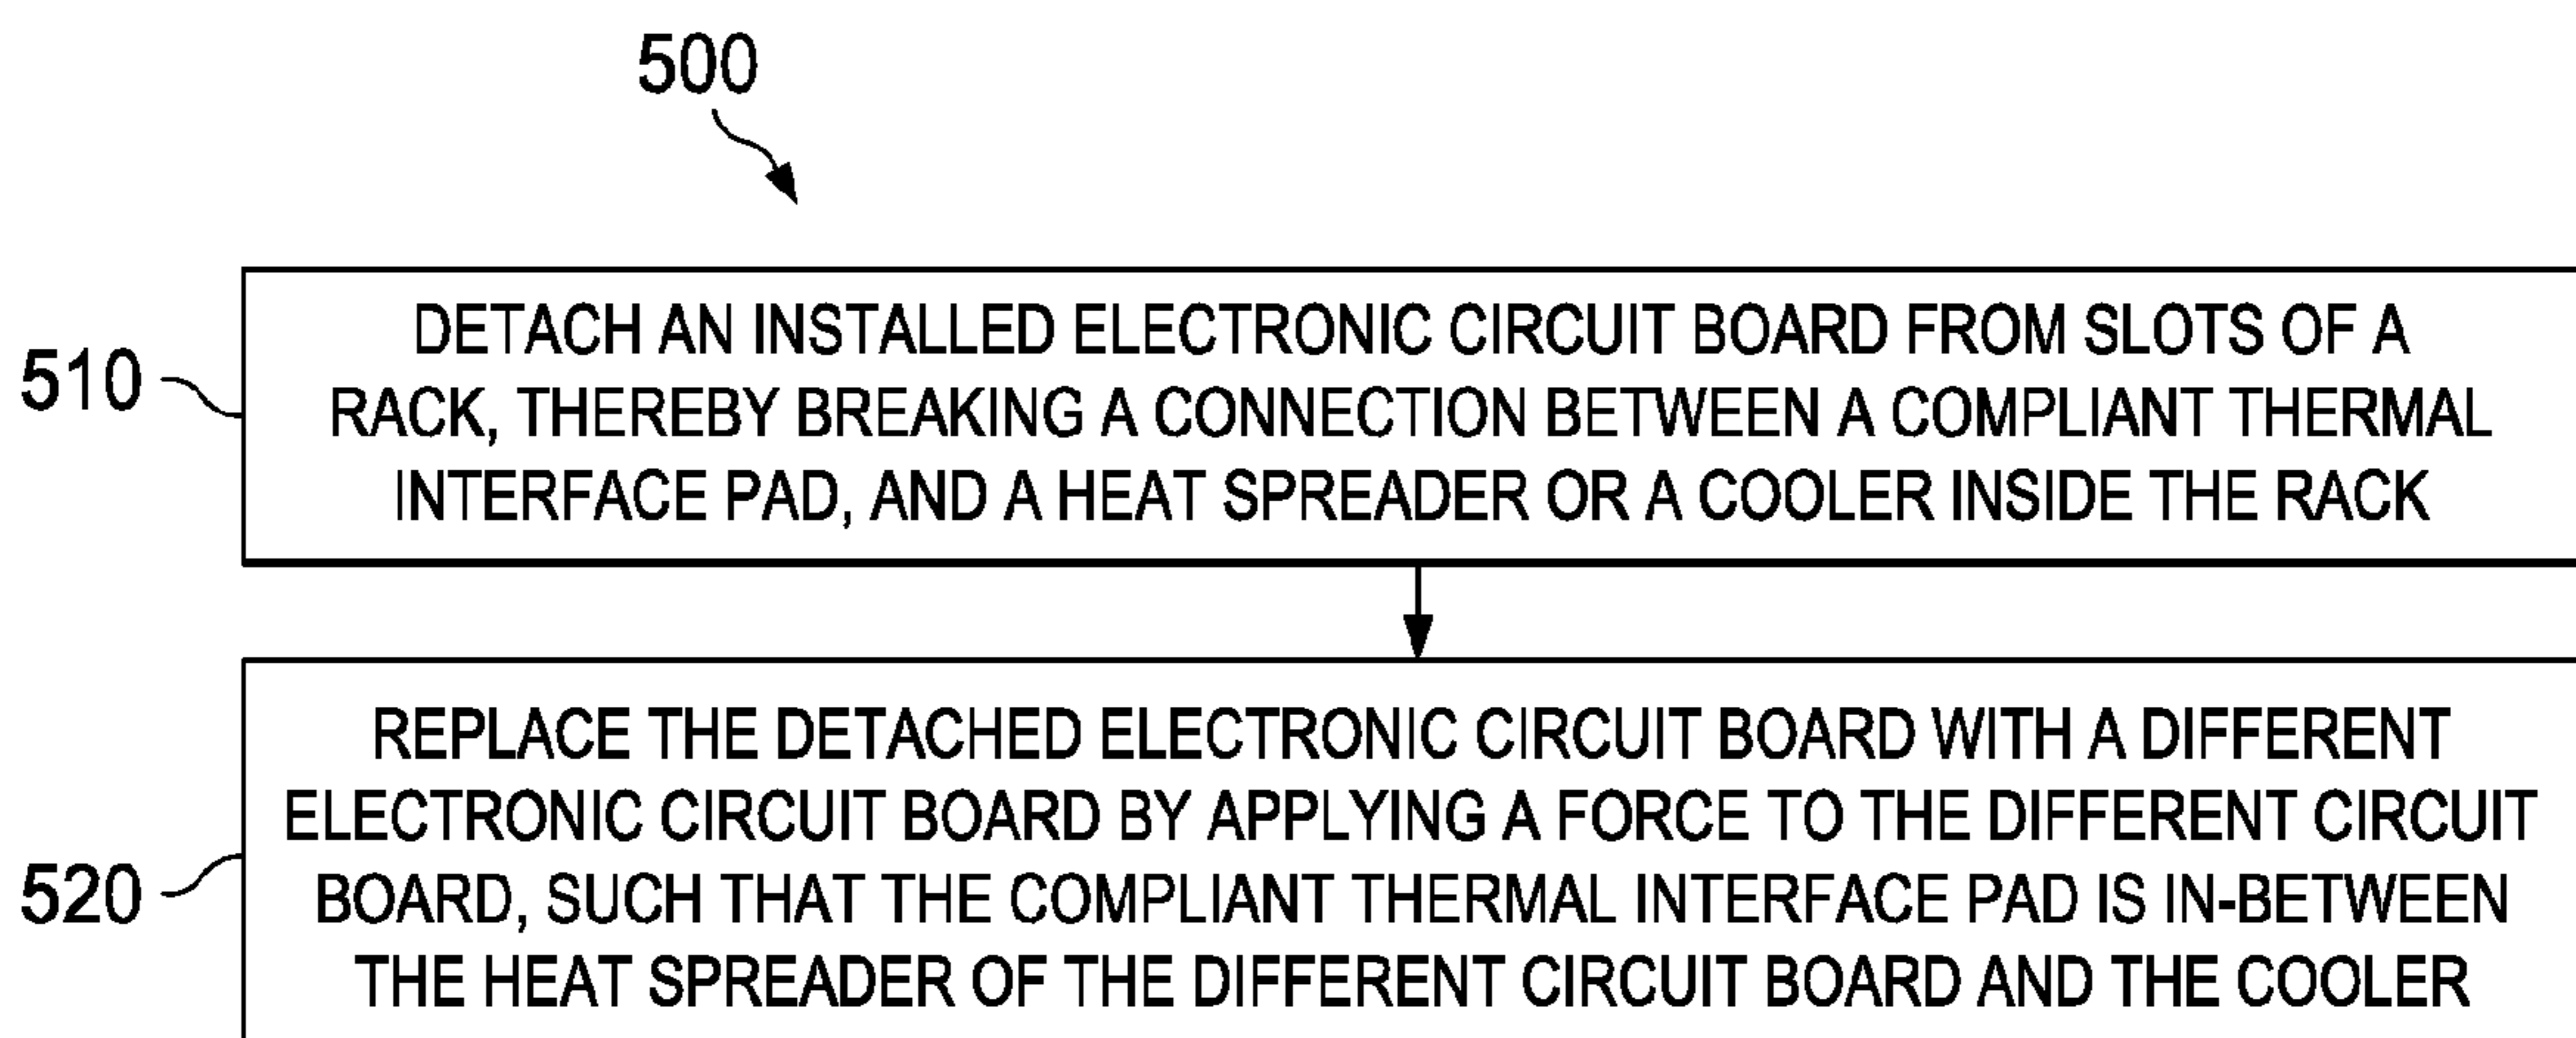 500
510
DETACH AN INSTALLED ELECTRONIC CIRCUIT BOARD FROM SLOTS OF A
RACK, THEREBY BREAKING A CONNECTION BETWEEN A COMPLIANT THERMAL
INTERFACE PAD, AND A HEAT SPREADER OR A COOLER INSIDE THE RACK
520
REPLACE THE DETACHED ELECTRONIC CIRCUIT BOARD WITH A DIFFERENT
ELECTRONIC CIRCUIT BOARD BY APPLYING A FORCE TO THE DIFFERENT CIRCUIT
BOARD, SUCH THAT THE COMPLIANT THERMAL INTERFACE PAD IS IN-BETWEEN
THE HEAT SPREADER OF THE DIFFERENT CIRCUIT BOARD AND THE COOLER